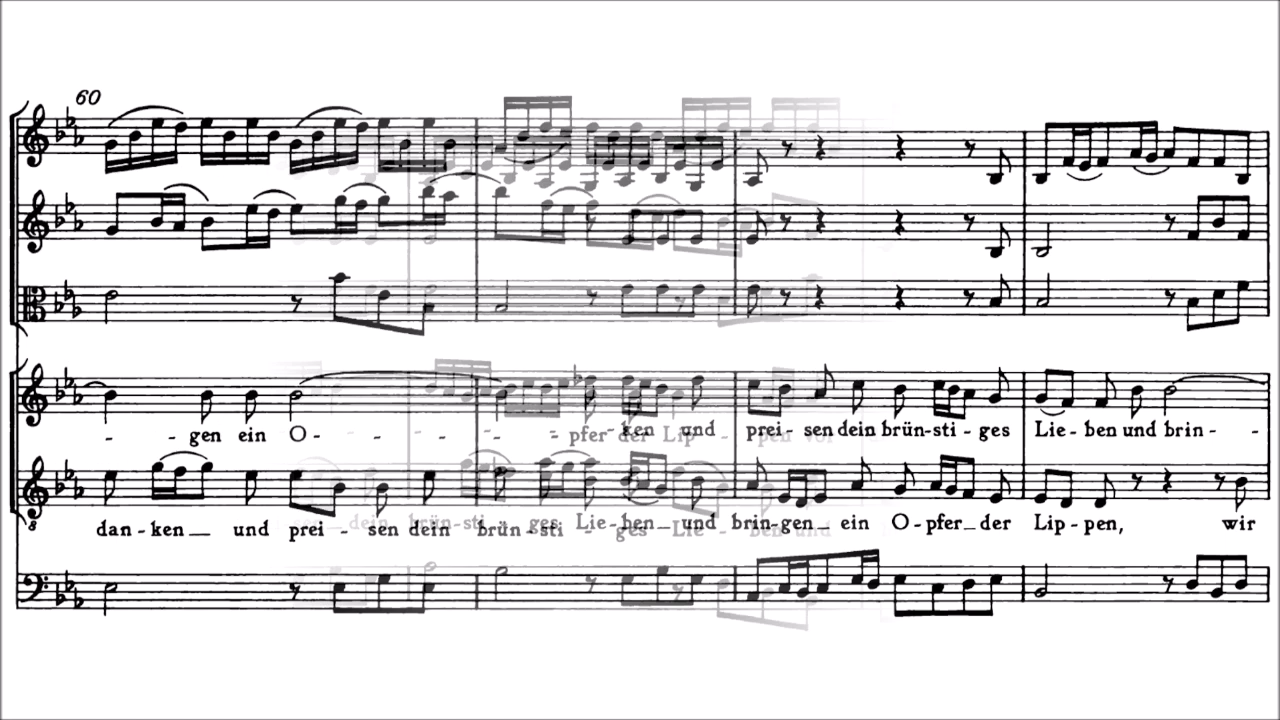 60
- - gen ein O - - - - - - pfer der Lip - - ken und prei - sen dein brün-sti - ges Lie - ben und brin - -
dan - ken — und prei - sen dein brün - sti - ges Lie - ben — und brin - gen — ein O - pfer — der Lip - pen, wir
8